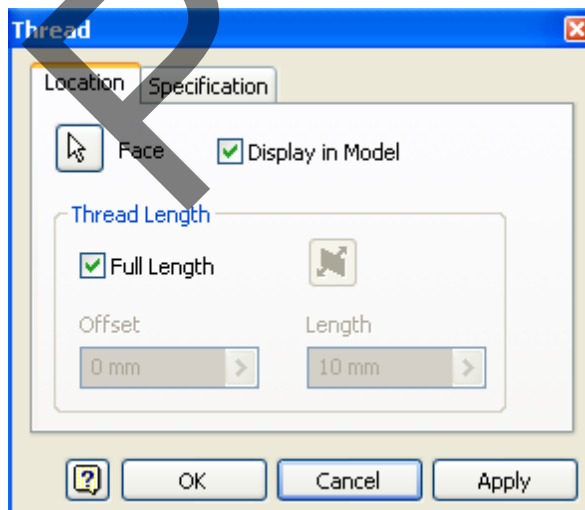 Thread
Location Specification
Face Display in Model
Thread Length
Full Length
Offset Length
0 mm 10 mm
? OK Cancel Apply